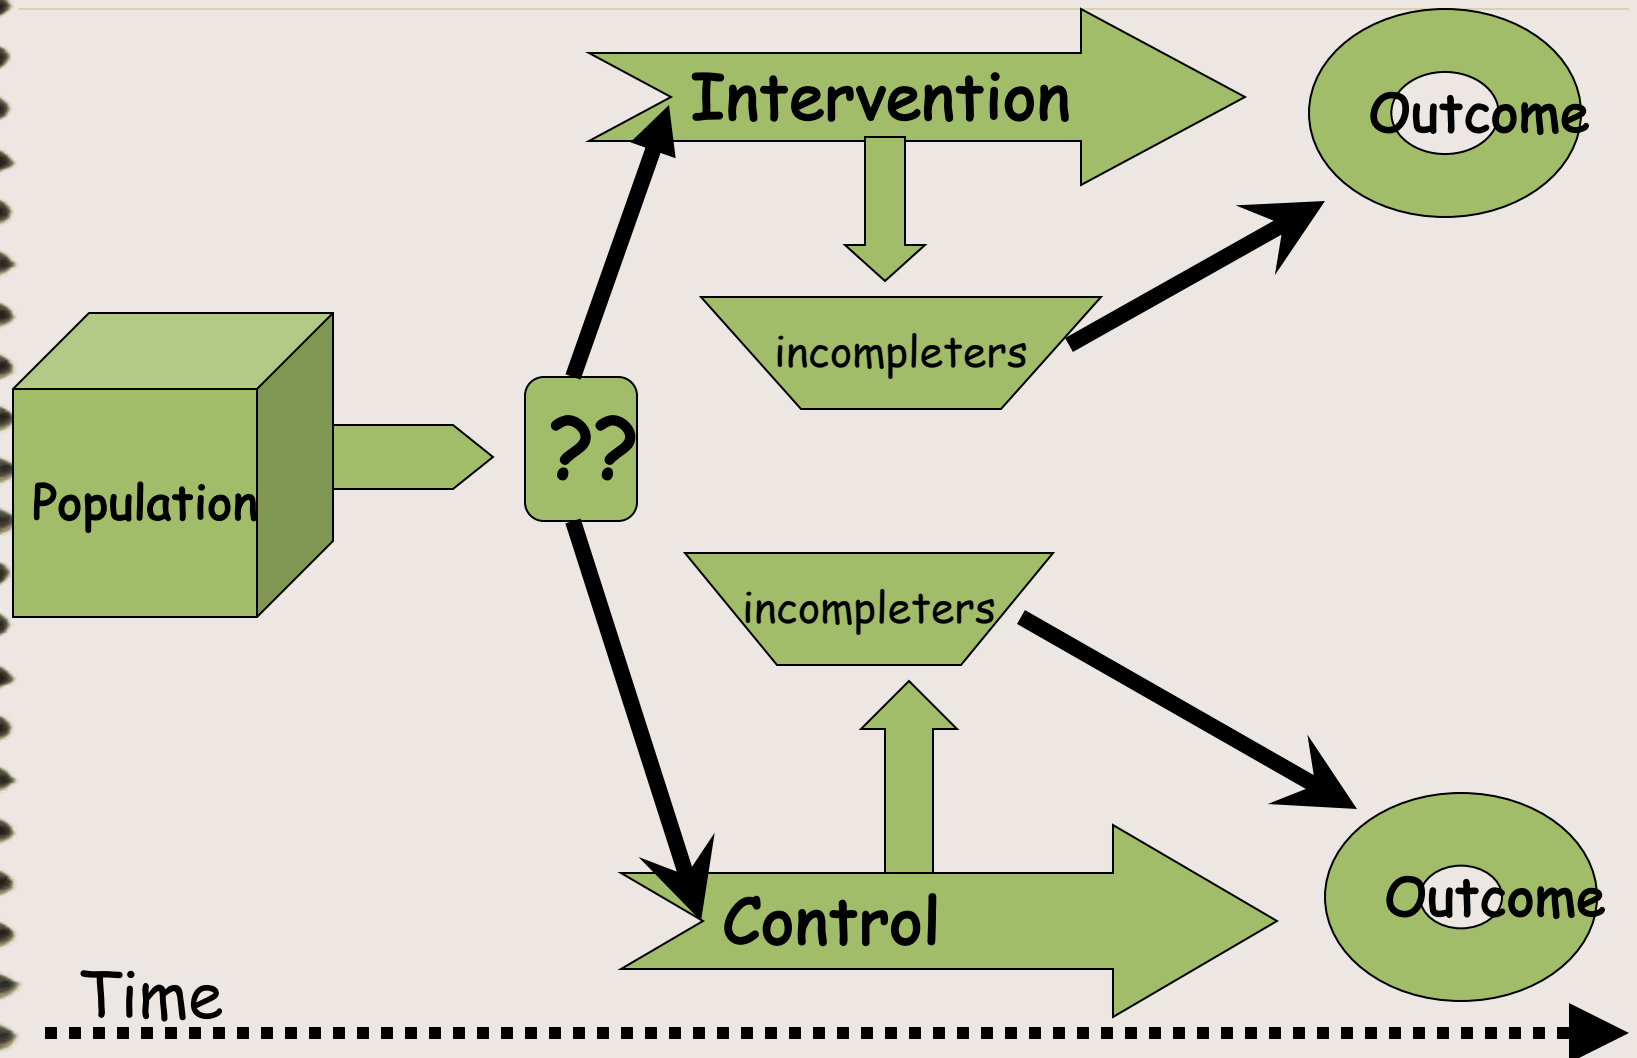 Intervention
Outcome
incompleters
??
Population
incompleters
Control
Outcome
Time